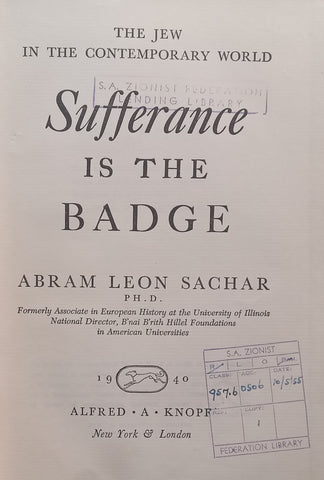 THE JEW
IN THE CONTEMPORARY WORLD
S.A. ZIONIST FEDERATION
LENDING LIBRARY
Sufferance
IS THE
BADGE
ABRAM LEON SACHAR
PH.D.
Formerly Associate in European History at the University of Illinois
National Director, B'nai B'rith Hillel Foundations
in American Universities
19 40
ALFRED · A · KNOPF
New York & London
S.A. ZIONIST
L O
CLASS: ACC. DATE:
957.6 0506 10/5/55
COPY:
1
FEDERATION LIBRARY